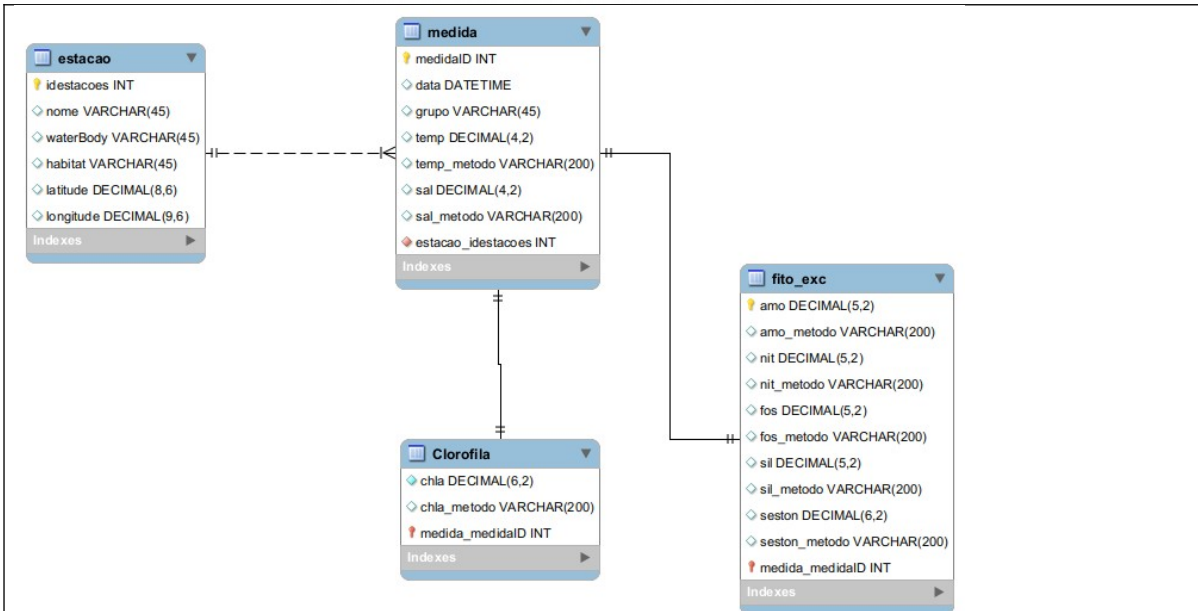 estacao
idestacoes INT
nome VARCHAR(45)
waterBody VARCHAR(45)
habitat VARCHAR(45)
latitude DECIMAL(8,6)
longitude DECIMAL(9,6)
Indexes
medida
medidaID INT
data DATETIME
grupo VARCHAR(45)
temp DECIMAL(4,2)
temp_metodo VARCHAR(200)
sal DECIMAL(4,2)
sal_metodo VARCHAR(200)
estacao_idestacoes INT
Indexes
Clorofila
chla DECIMAL(6,2)
chla_metodo VARCHAR(200)
medida_medidaID INT
Indexes
fito_exc
amo DECIMAL(5,2)
amo_metodo VARCHAR(200)
nit DECIMAL(5,2)
nit_metodo VARCHAR(200)
fos DECIMAL(5,2)
fos_metodo VARCHAR(200)
sil DECIMAL(5,2)
sil_metodo VARCHAR(200)
seston DECIMAL(6,2)
seston_metodo VARCHAR(200)
medida_medidaID INT
Indexes